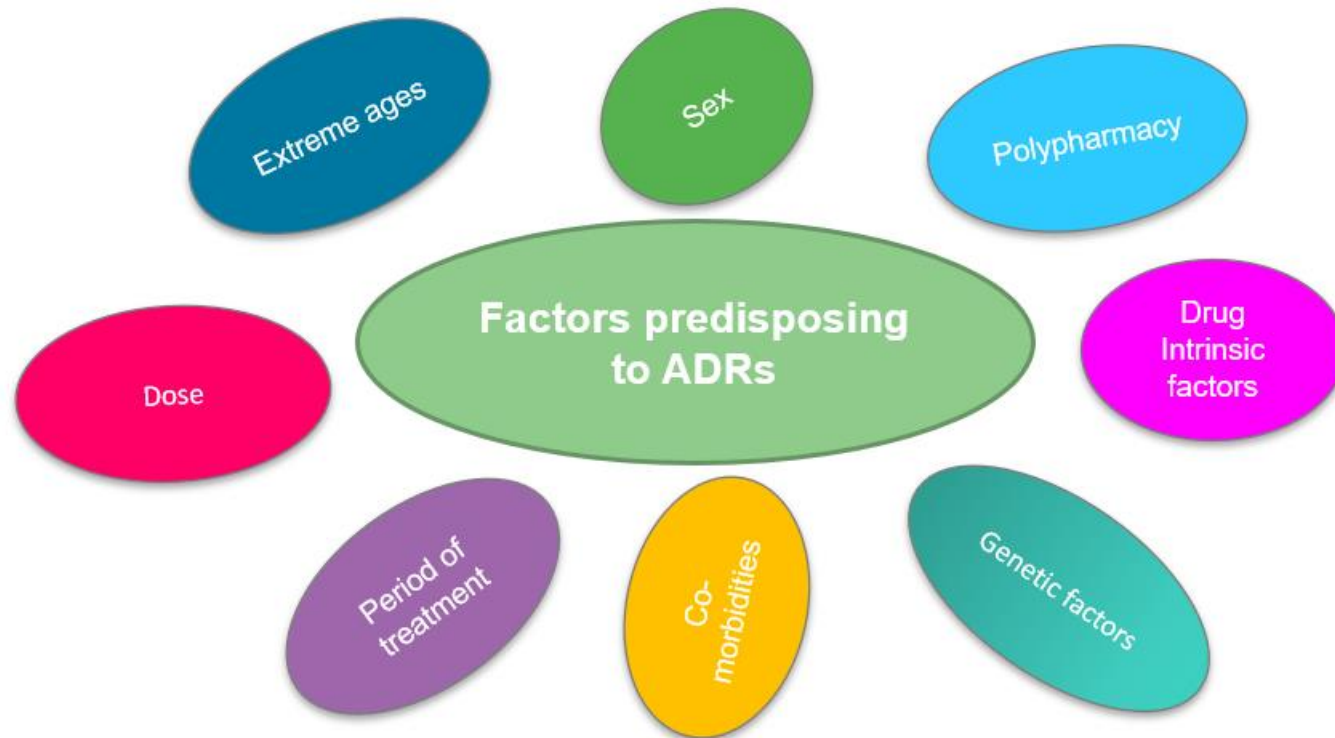 Extreme ages
Sex
Polypharmacy
Factors predisposing
to ADRs
Drug
Intrinsic
factors
Dose
Period of
treatment
Co-
morbidities
Genetic factors